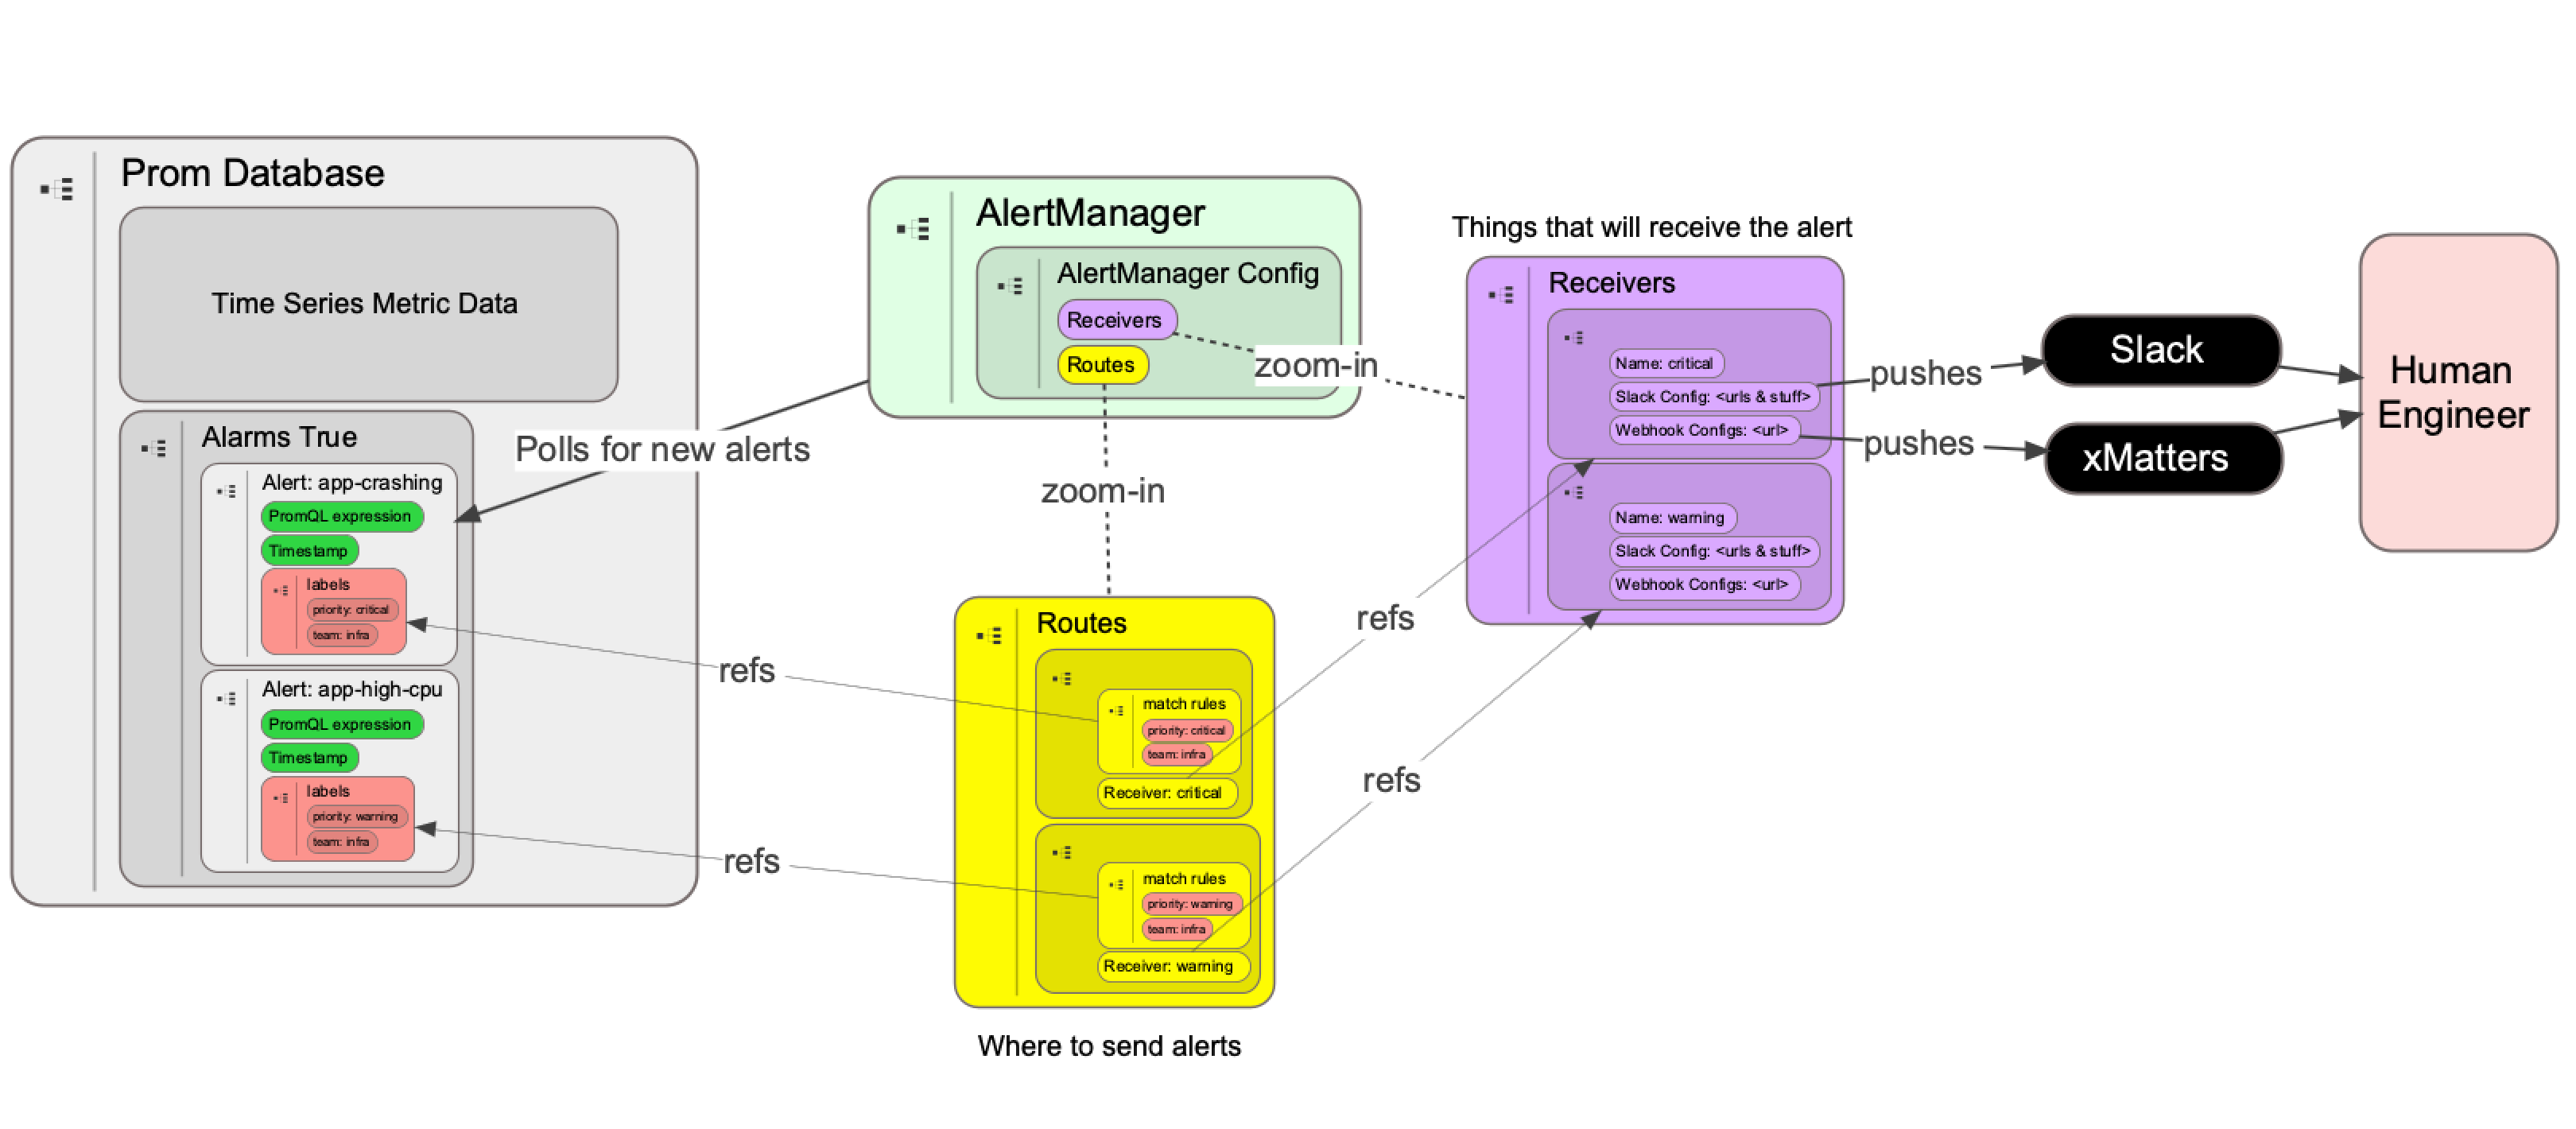 Prom Database
Time Series Metric Data
Alarms True
Alert: app-crashing
PromQL expression
Timestamp
labels
priority: critical
team: infra
Alert: app-high-cpu
PromQL expression
Timestamp
labels
priority: warning
team: infra
Polls for new alerts
refs
refs
AlertManager
AlertManager Config
Receivers
Routes
zoom-in
zoom-in
Routes
match rules
priority: critical
team: infra
Receiver: critical
match rules
priority: warning
team: infra
Receiver: warning
Where to send alerts
refs
refs
Things that will receive the alert
Receivers
Name: critical
Slack Config: <urls & stuff>
Webhook Configs: <url>
Name: warning
Slack Config: <urls & stuff>
Webhook Configs: <url>
pushes
pushes
Slack
xMatters
Human
Engineer